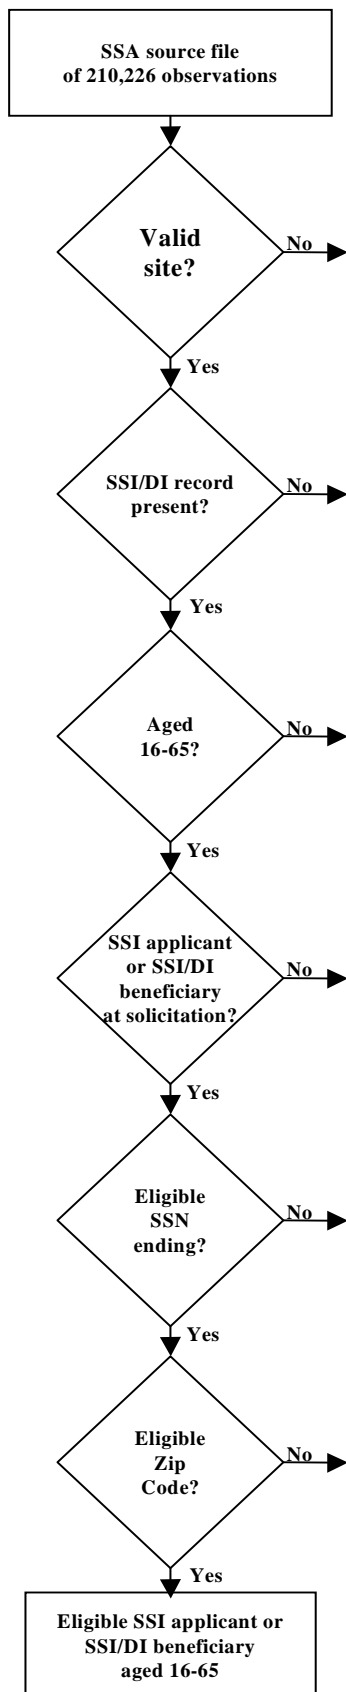 SSA source file
of 210,226 observations
Valid
site?
No
Yes
SSI/DI record
present?
No
Yes
Aged
16-65?
No
Yes
SSI applicant
or SSI/DI
beneficiary
at solicitation?
No
Yes
Eligible
SSN
ending?
No
Yes
Eligible
Zip
Code?
No
Yes
Eligible SSI applicant or
SSI/DI beneficiary
aged 16-65